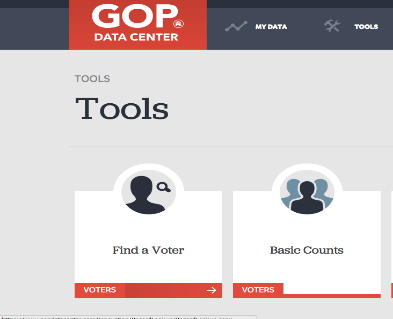 GOP
DATA CENTER
MY DATA
TOOLS
TOOLS
Tools
Find a Voter
Basic Counts
VOTERS
VOTERS